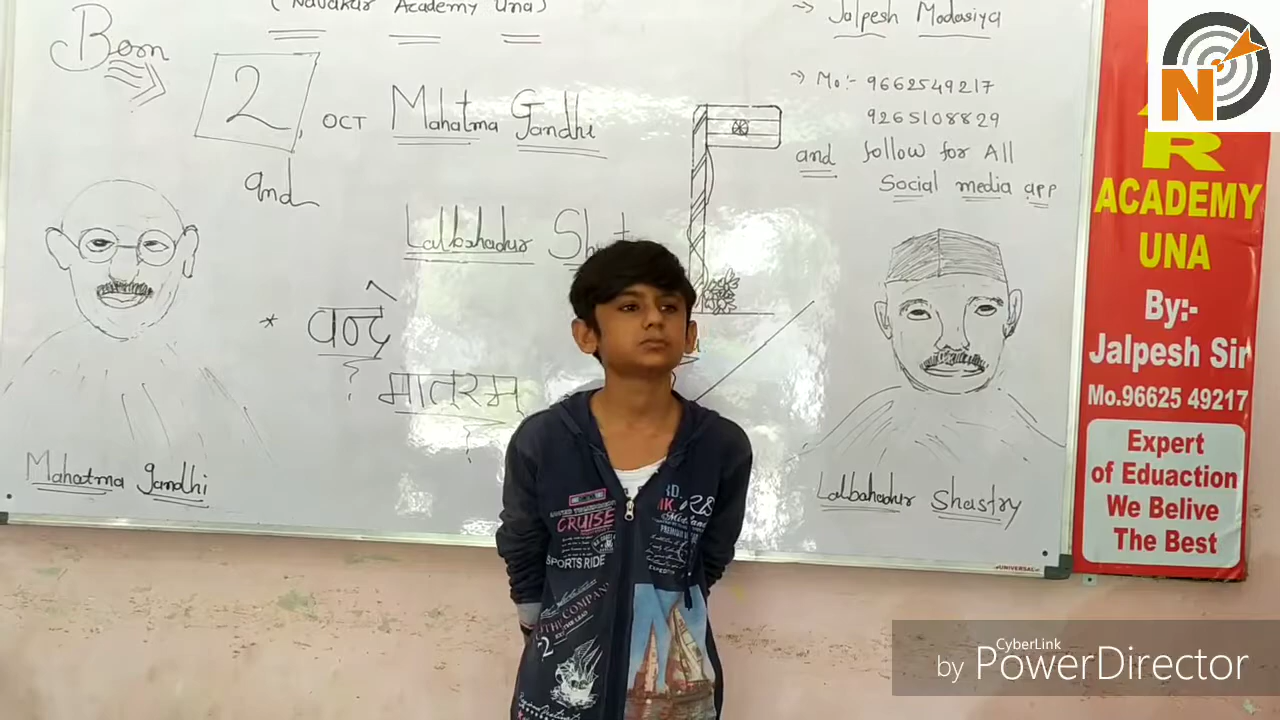 (Navakar Academy Una)
Born
2 OCT Mahatma Gandhi
and
Lalbahadur
* वन्दे
मातरम्
Mahatma Gandhi
→ Jalpesh Modasiya
→ Mo:- 9662549217
9265108829
and follow for All
Social media app
Lalbahadur Shastry
N
R
ACADEMY
UNA
By:-
Jalpesh Sir
Mo.96625 49217
Expert
of Eduaction
We Belive
The Best
UNIVERSAL
CRUISE
SPORTS RIDE
CyberLink
by PowerDirector